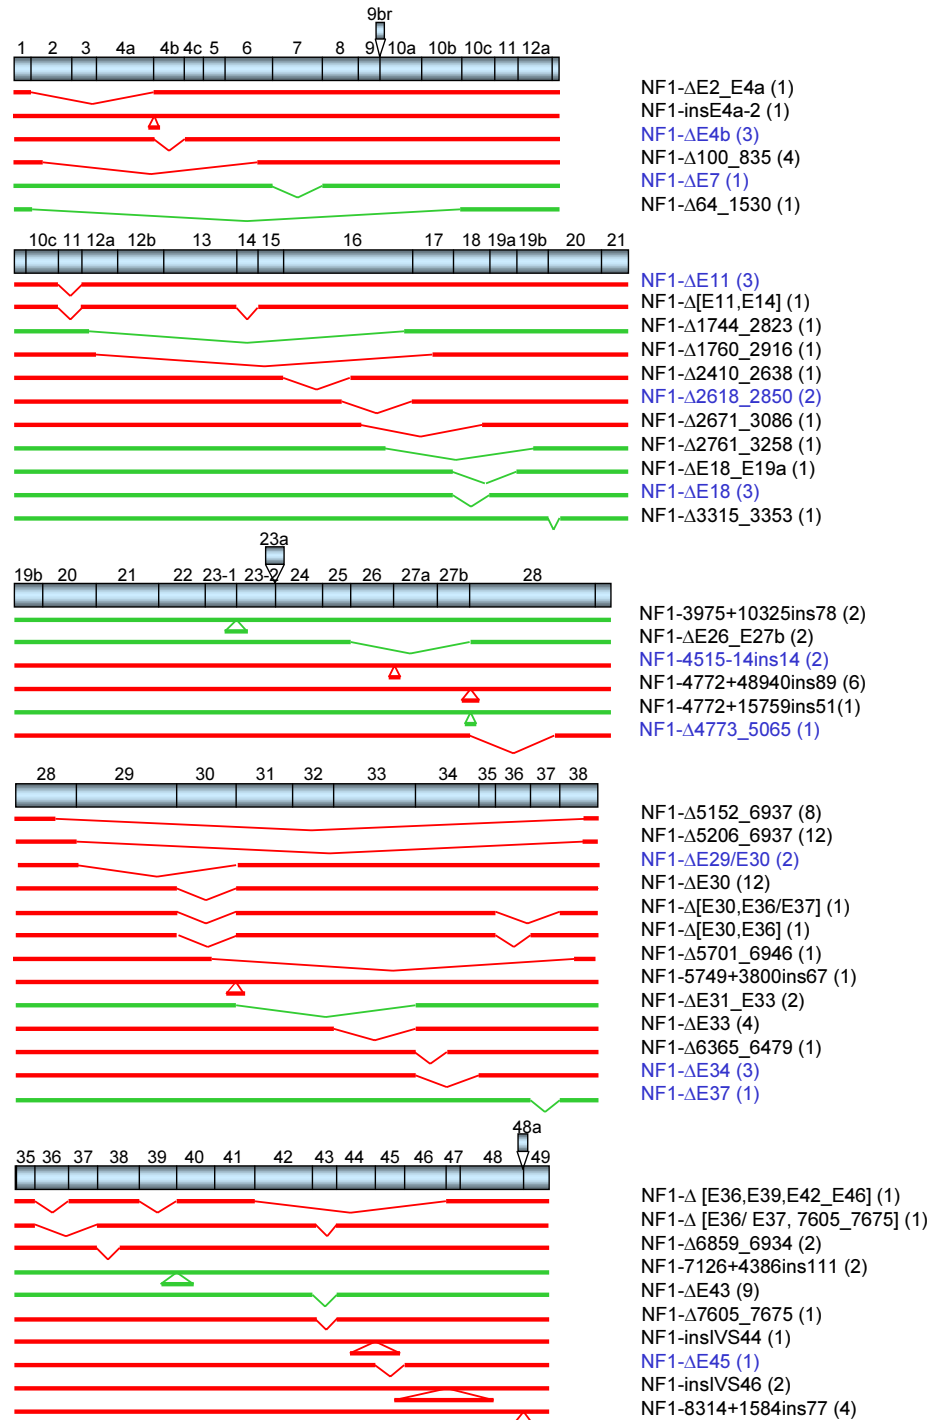 9br
1 2 3 4a 4b 4c 5 6 7 8 9 10a 10b 10c 11 12a
NF1-ΔE2_E4a (1)
NF1-insE4a-2 (1)
NF1-ΔE4b (3)
NF1-Δ100_835 (4)
NF1-ΔE7 (1)
NF1-Δ64_1530 (1)
10c 11 12a 12b 13 14 15 16 17 18 19a 19b 20 21
NF1-ΔE11 (3)
NF1-Δ[E11,E14] (1)
NF1-Δ1744_2823 (1)
NF1-Δ1760_2916 (1)
NF1-Δ2410_2638 (1)
NF1-Δ2618_2850 (2)
NF1-Δ2671_3086 (1)
NF1-Δ2761_3258 (1)
NF1-ΔE18_E19a (1)
NF1-ΔE18 (3)
NF1-Δ3315_3353 (1)
23a
19b 20 21 22 23-1 23-2 24 25 26 27a 27b 28
NF1-3975+10325ins78 (2)
NF1-ΔE26_E27b (2)
NF1-4515-14ins14 (2)
NF1-4772+48940ins89 (6)
NF1-4772+15759ins51(1)
NF1-Δ4773_5065 (1)
28 29 30 31 32 33 34 35 36 37 38
NF1-Δ5152_6937 (8)
NF1-Δ5206_6937 (12)
NF1-ΔE29/E30 (2)
NF1-ΔE30 (12)
NF1-Δ[E30,E36/E37] (1)
NF1-Δ[E30,E36] (1)
NF1-Δ5701_6946 (1)
NF1-5749+3800ins67 (1)
NF1-ΔE31_E33 (2)
NF1-ΔE33 (4)
NF1-Δ6365_6479 (1)
NF1-ΔE34 (3)
NF1-ΔE37 (1)
48a
35 36 37 38 39 40 41 42 43 44 45 46 47 48 49
NF1-Δ [E36,E39,E42_E46] (1)
NF1-Δ [E36/ E37, 7605_7675] (1)
NF1-Δ6859_6934 (2)
NF1-7126+4386ins111 (2)
NF1-ΔE43 (9)
NF1-Δ7605_7675 (1)
NF1-insIVS44 (1)
NF1-ΔE45 (1)
NF1-insIVS46 (2)
NF1-8314+1584ins77 (4)